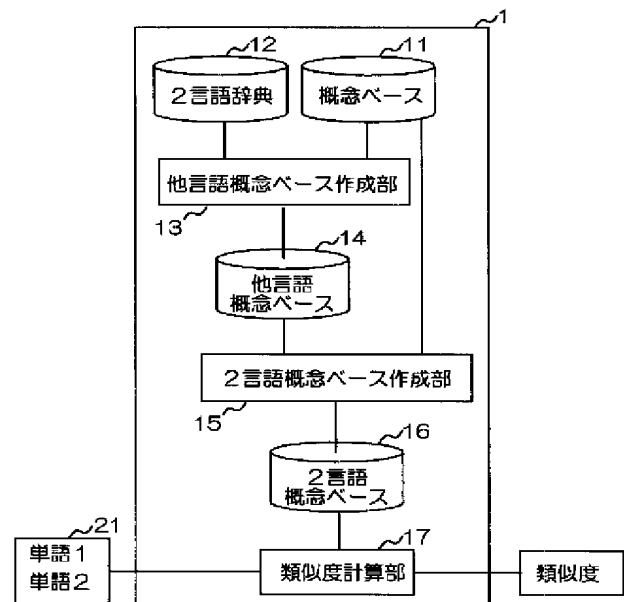 1
12
11
2言語辞典
概念ベース
他言語概念ベース作成部
13
14
他言語
概念ベース
2言語概念ベース作成部
15
16
2言語
概念ベース
21
17
単語1
単語2
類似度計算部
類似度